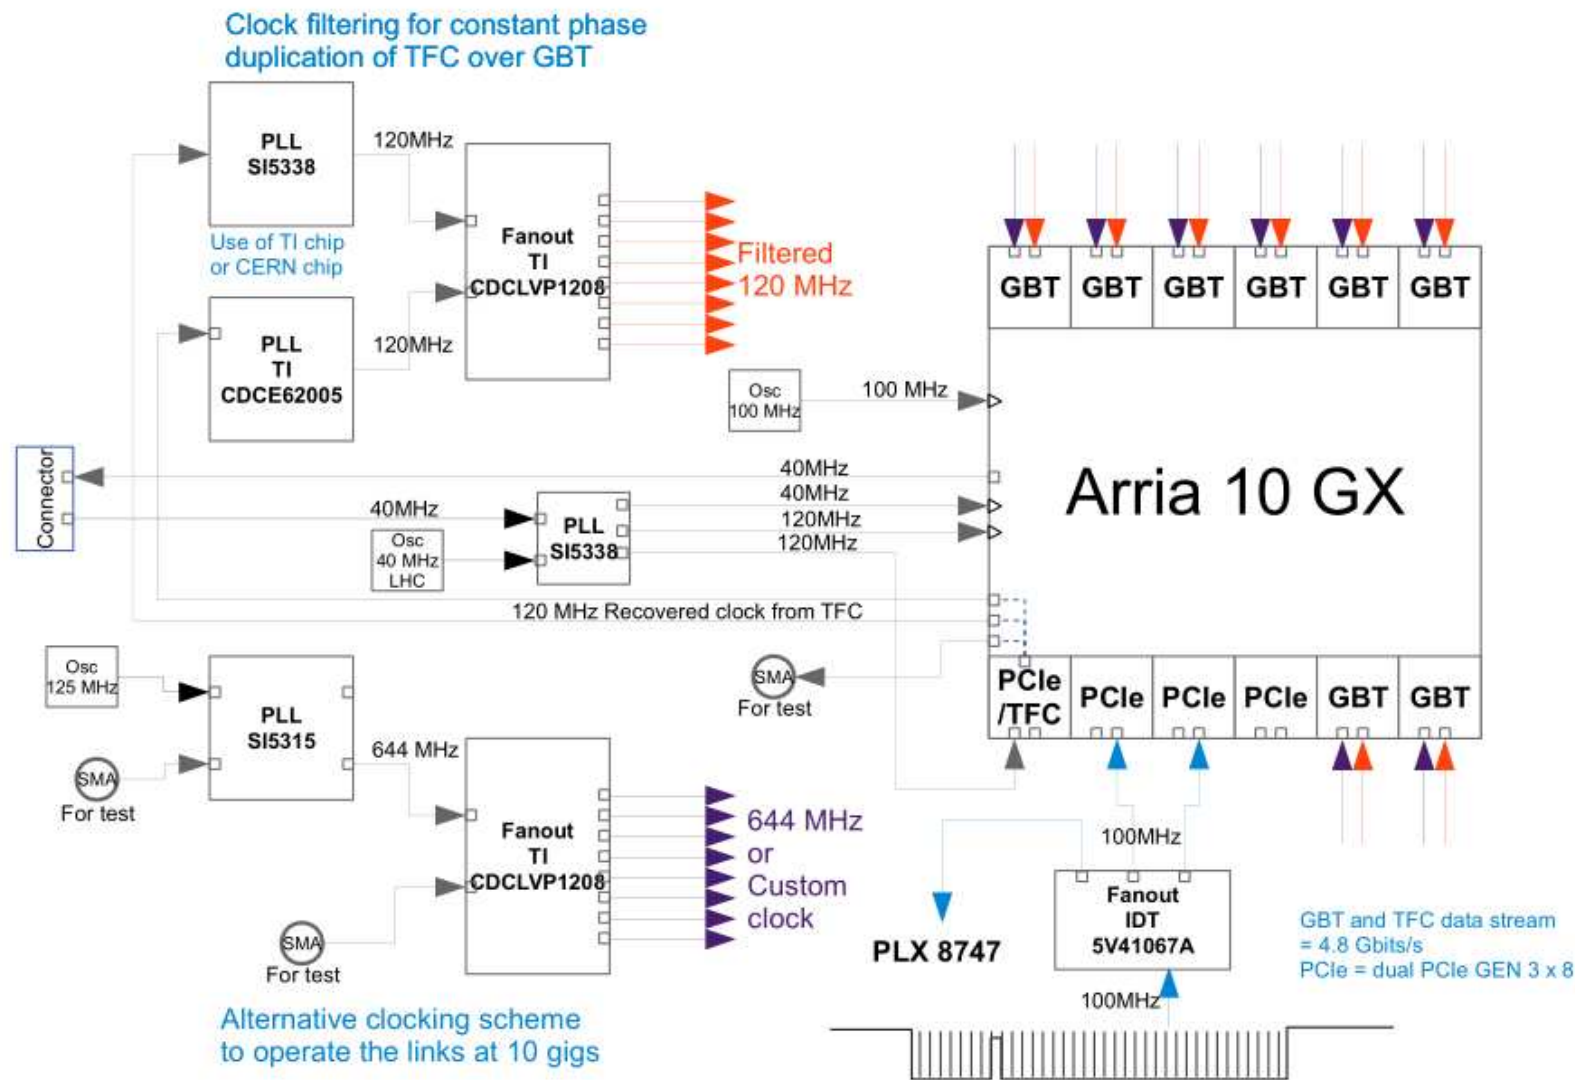 Clock filtering for constant phase
duplication of TFC over GBT
PLL
SI5338
120MHz
Use of TI chip
or CERN chip
Fanout
TI
CDCLVP1208
Filtered
120 MHz
PLL
TI
CDCE62005
120MHz
GBT
GBT
GBT
GBT
GBT
GBT
Osc
100 MHz
100 MHz
Arria 10 GX
Connector
40MHz
40MHz
40MHz
120MHz
120MHz
Osc
40 MHz
LHC
PLL
SI5338
120 MHz Recovered clock from TFC
Osc
125 MHz
PLL
SI5315
SMA
For test
SMA
For test
644 MHz
PCIe
/TFC
PCIe
PCIe
PCIe
GBT
GBT
Fanout
TI
CDCLVP1208
644 MHz
or
Custom
clock
SMA
For test
100MHz
PLX 8747
Fanout
IDT
5V41067A
100MHz
GBT and TFC data stream
= 4.8 Gbits/s
PCIe = dual PCIe GEN 3 x 8
Alternative clocking scheme
to operate the links at 10 gigs